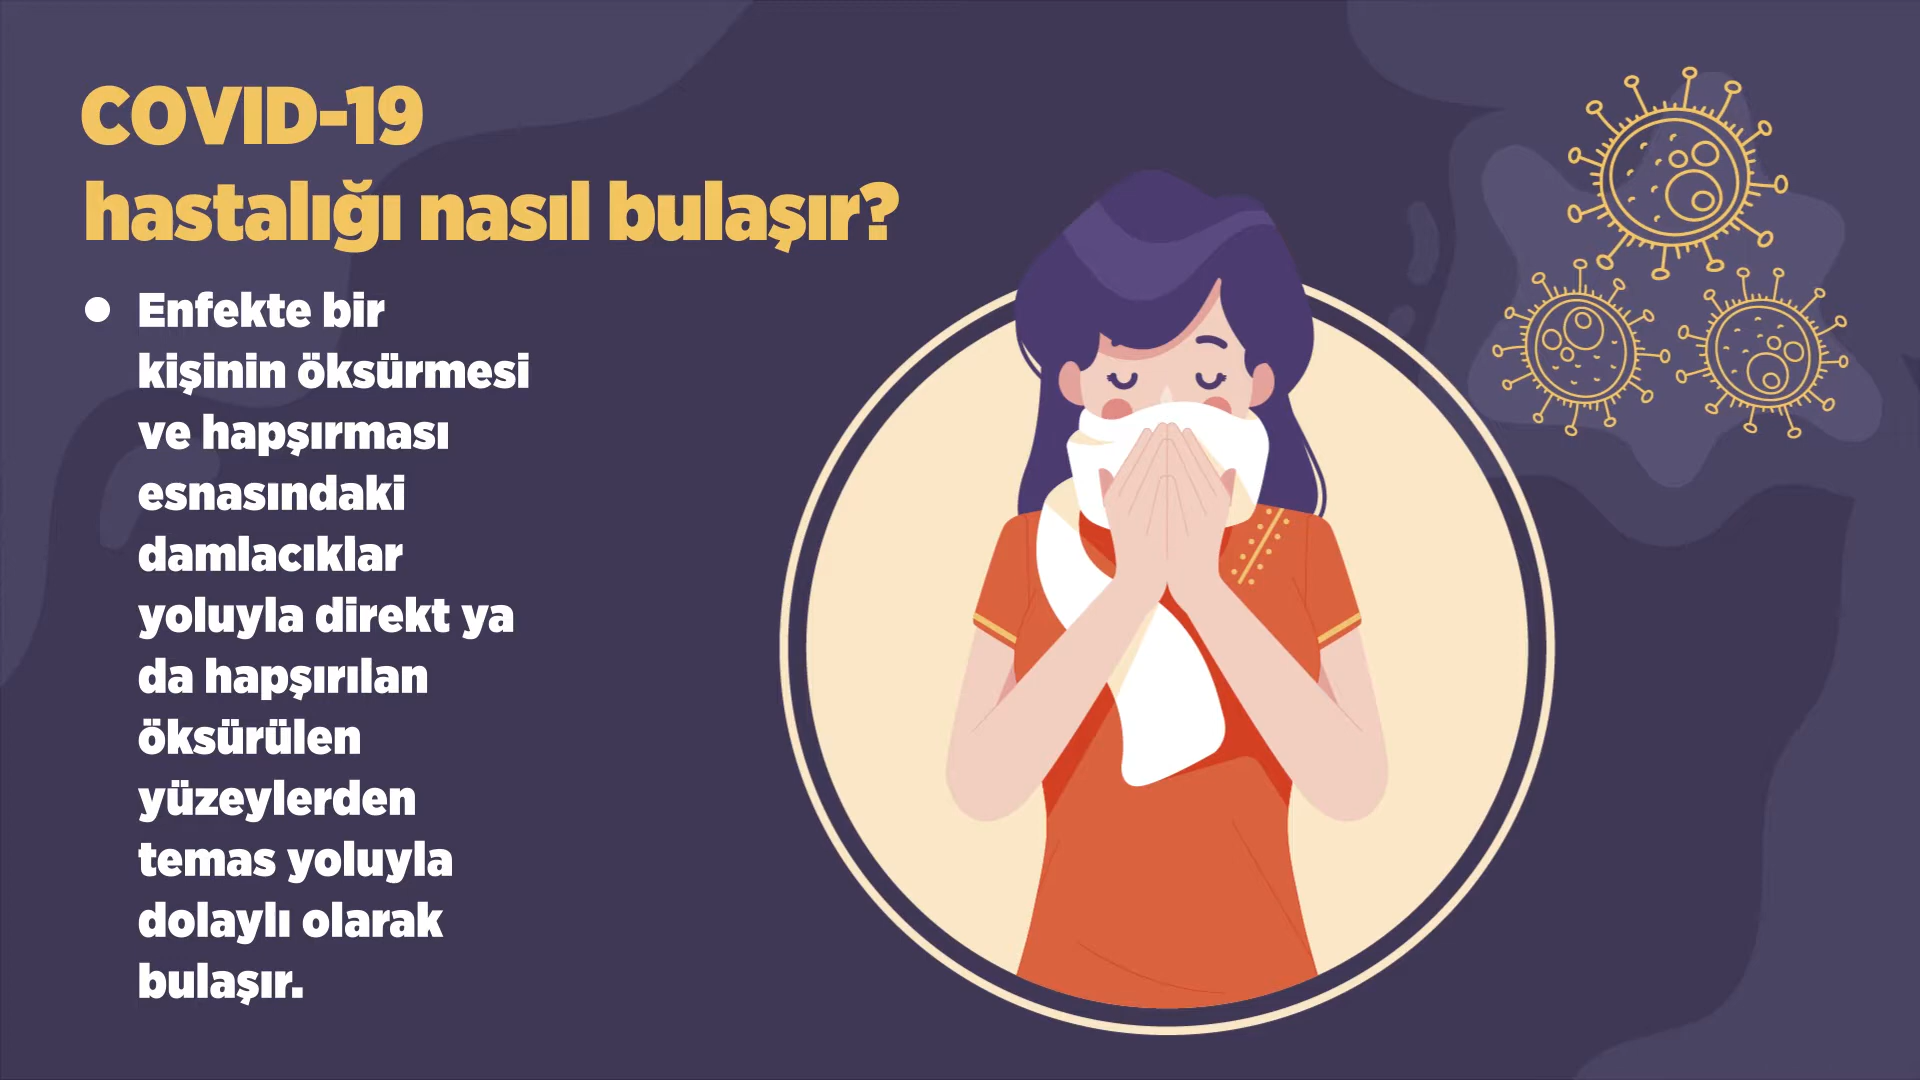 COVID-19
hastalığı nasıl bulaşır?
Enfekte bir
kişinin öksürmesi
ve hapşırması
esnasındaki
damlacıklar
yoluyla direkt ya
da hapşırılan
öksürülen
yüzeylerden
temas yoluyla
dolaylı olarak
bulaşır.